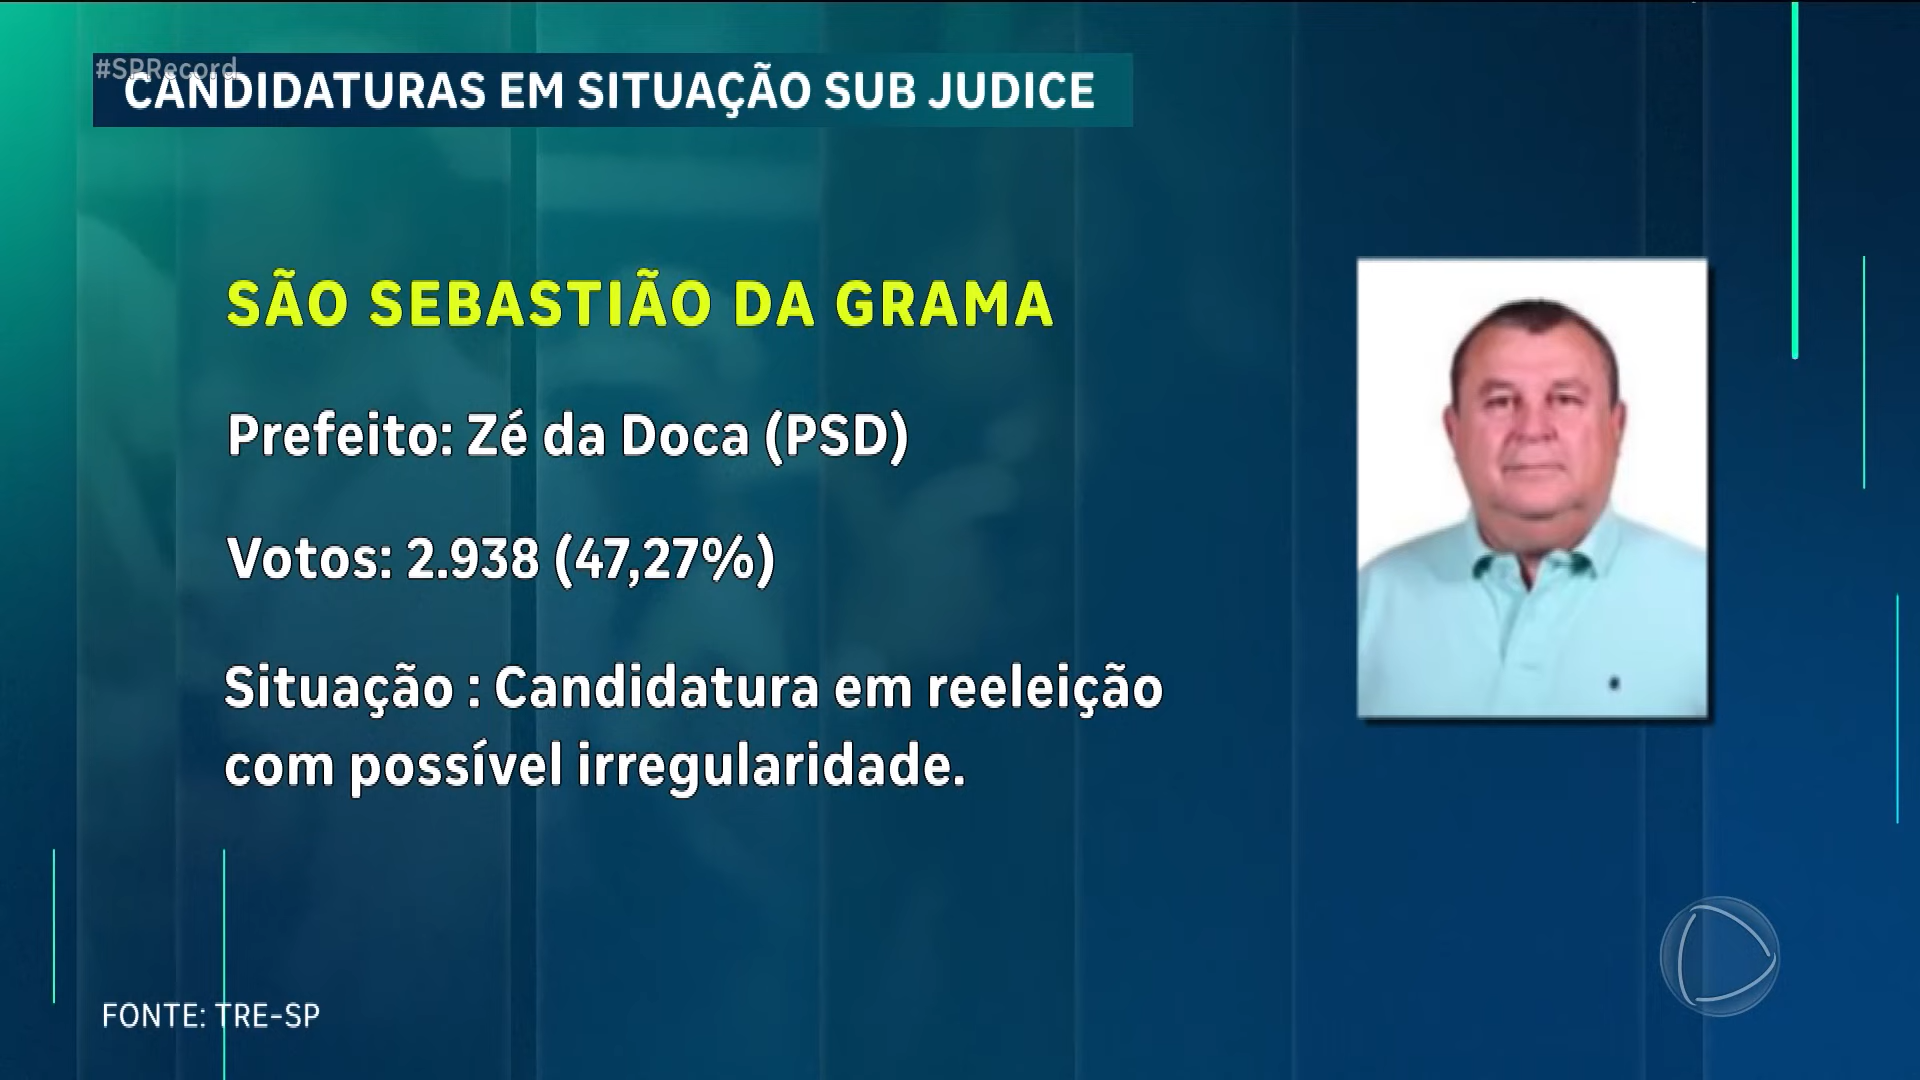 #SPRecord
CANDIDATURAS EM SITUAÇÃO SUB JUDICE
SÃO SEBASTIÃO DA GRAMA
Prefeito: Zé da Doca (PSD)
Votos: 2.938 (47,27%)
Situação : Candidatura em reeleição
com possível irregularidade.
FONTE: TRE-SP